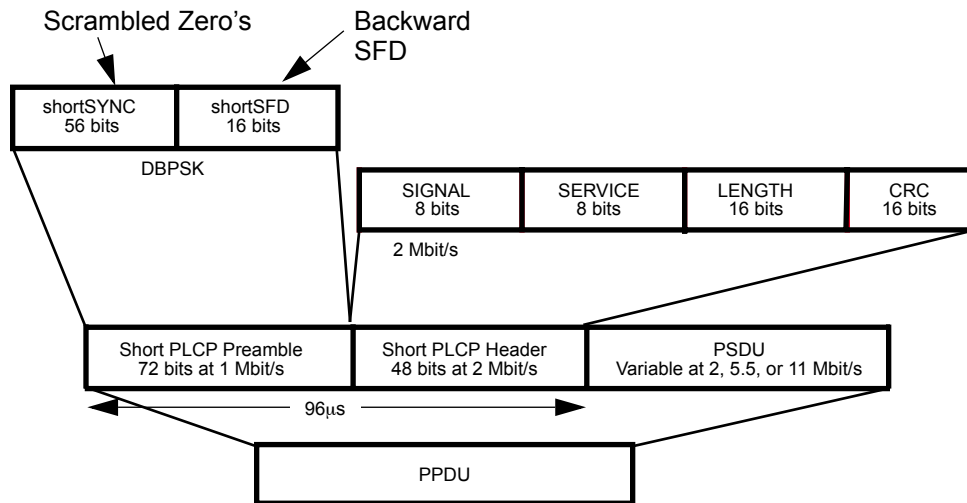 Scrambled Zero's
Backward
SFD
shortSYNC
56 bits
shortSFD
16 bits
DBPSK
SIGNAL
8 bits
SERVICE
8 bits
LENGTH
16 bits
CRC
16 bits
2 Mbit/s
Short PLCP Preamble
72 bits at 1 Mbit/s
Short PLCP Header
48 bits at 2 Mbit/s
PSDU
Variable at 2, 5.5, or 11 Mbit/s
96μs
PPDU